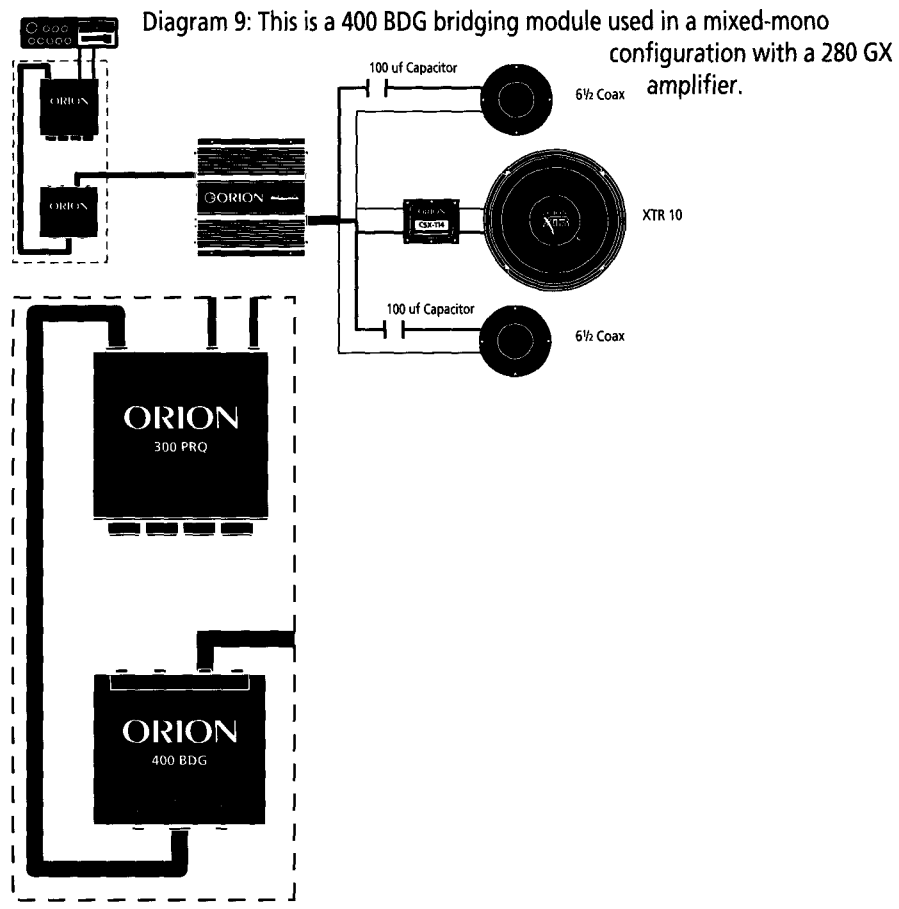 Diagram 9: This is a 400 BDG bridging module used in a mixed-mono
configuration with a 280 GX
amplifier.
100 uf Capacitor
6½ Coax
ORION
ORION
ORION
ORION
CSX-T14
XTR 10
100 uf Capacitor
6½ Coax
ORION
300 PRQ
ORION
400 BDG